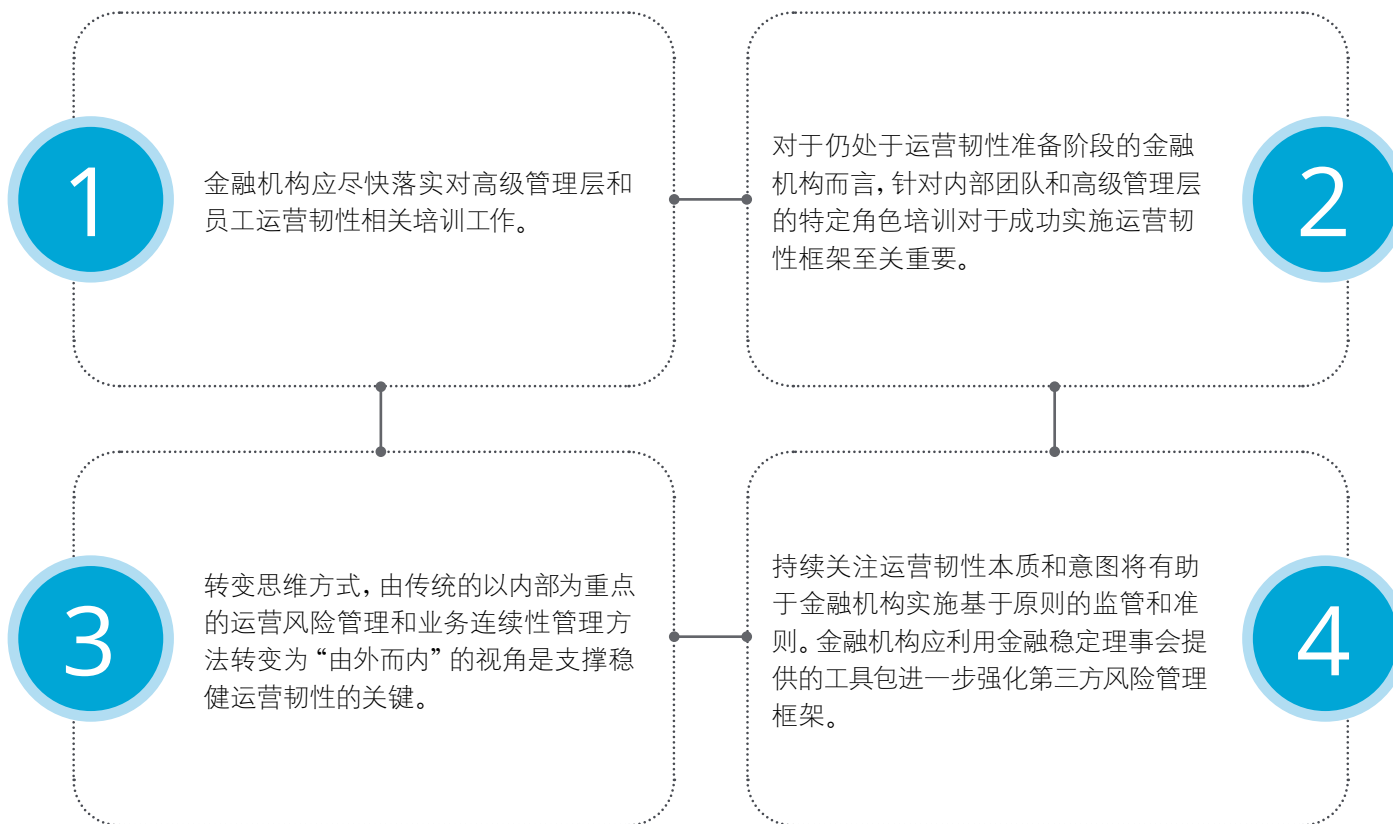 1
金融机构应尽快落实对高级管理层和
员工运营韧性相关培训工作。
对于仍处于运营韧性准备阶段的金融
机构而言，针对内部团队和高级管理层
的特定角色培训对于成功实施运营韧
性框架至关重要。
2
3
转变思维方式，由传统的以内部为重点
的运营风险管理和业务连续性管理方
法转变为“由外而内”的视角是支撑稳
健运营韧性的关键。
持续关注运营韧性本质和意图将有助
于金融机构实施基于原则的监管和准
则。金融机构应利用金融稳定理事会提
供的工具包进一步强化第三方风险管理
框架。
4